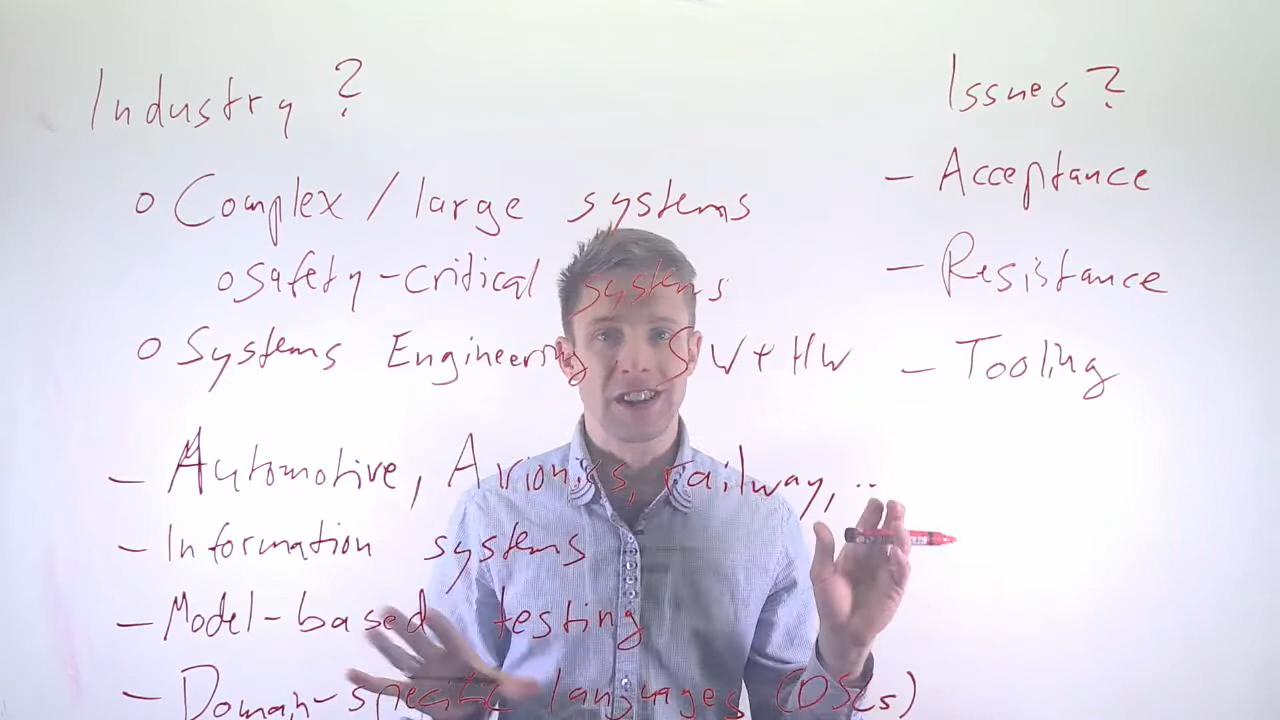 Industry?
o Complex / large systems
o Safety-critical systems
o Systems Engineering SW + HW
- Automotive, Avionics, railway, ..
- Information systems
- Model-based testing
- Domain-specific languages (DSLs)
Issues?
- Acceptance
- Resistance
- Tooling